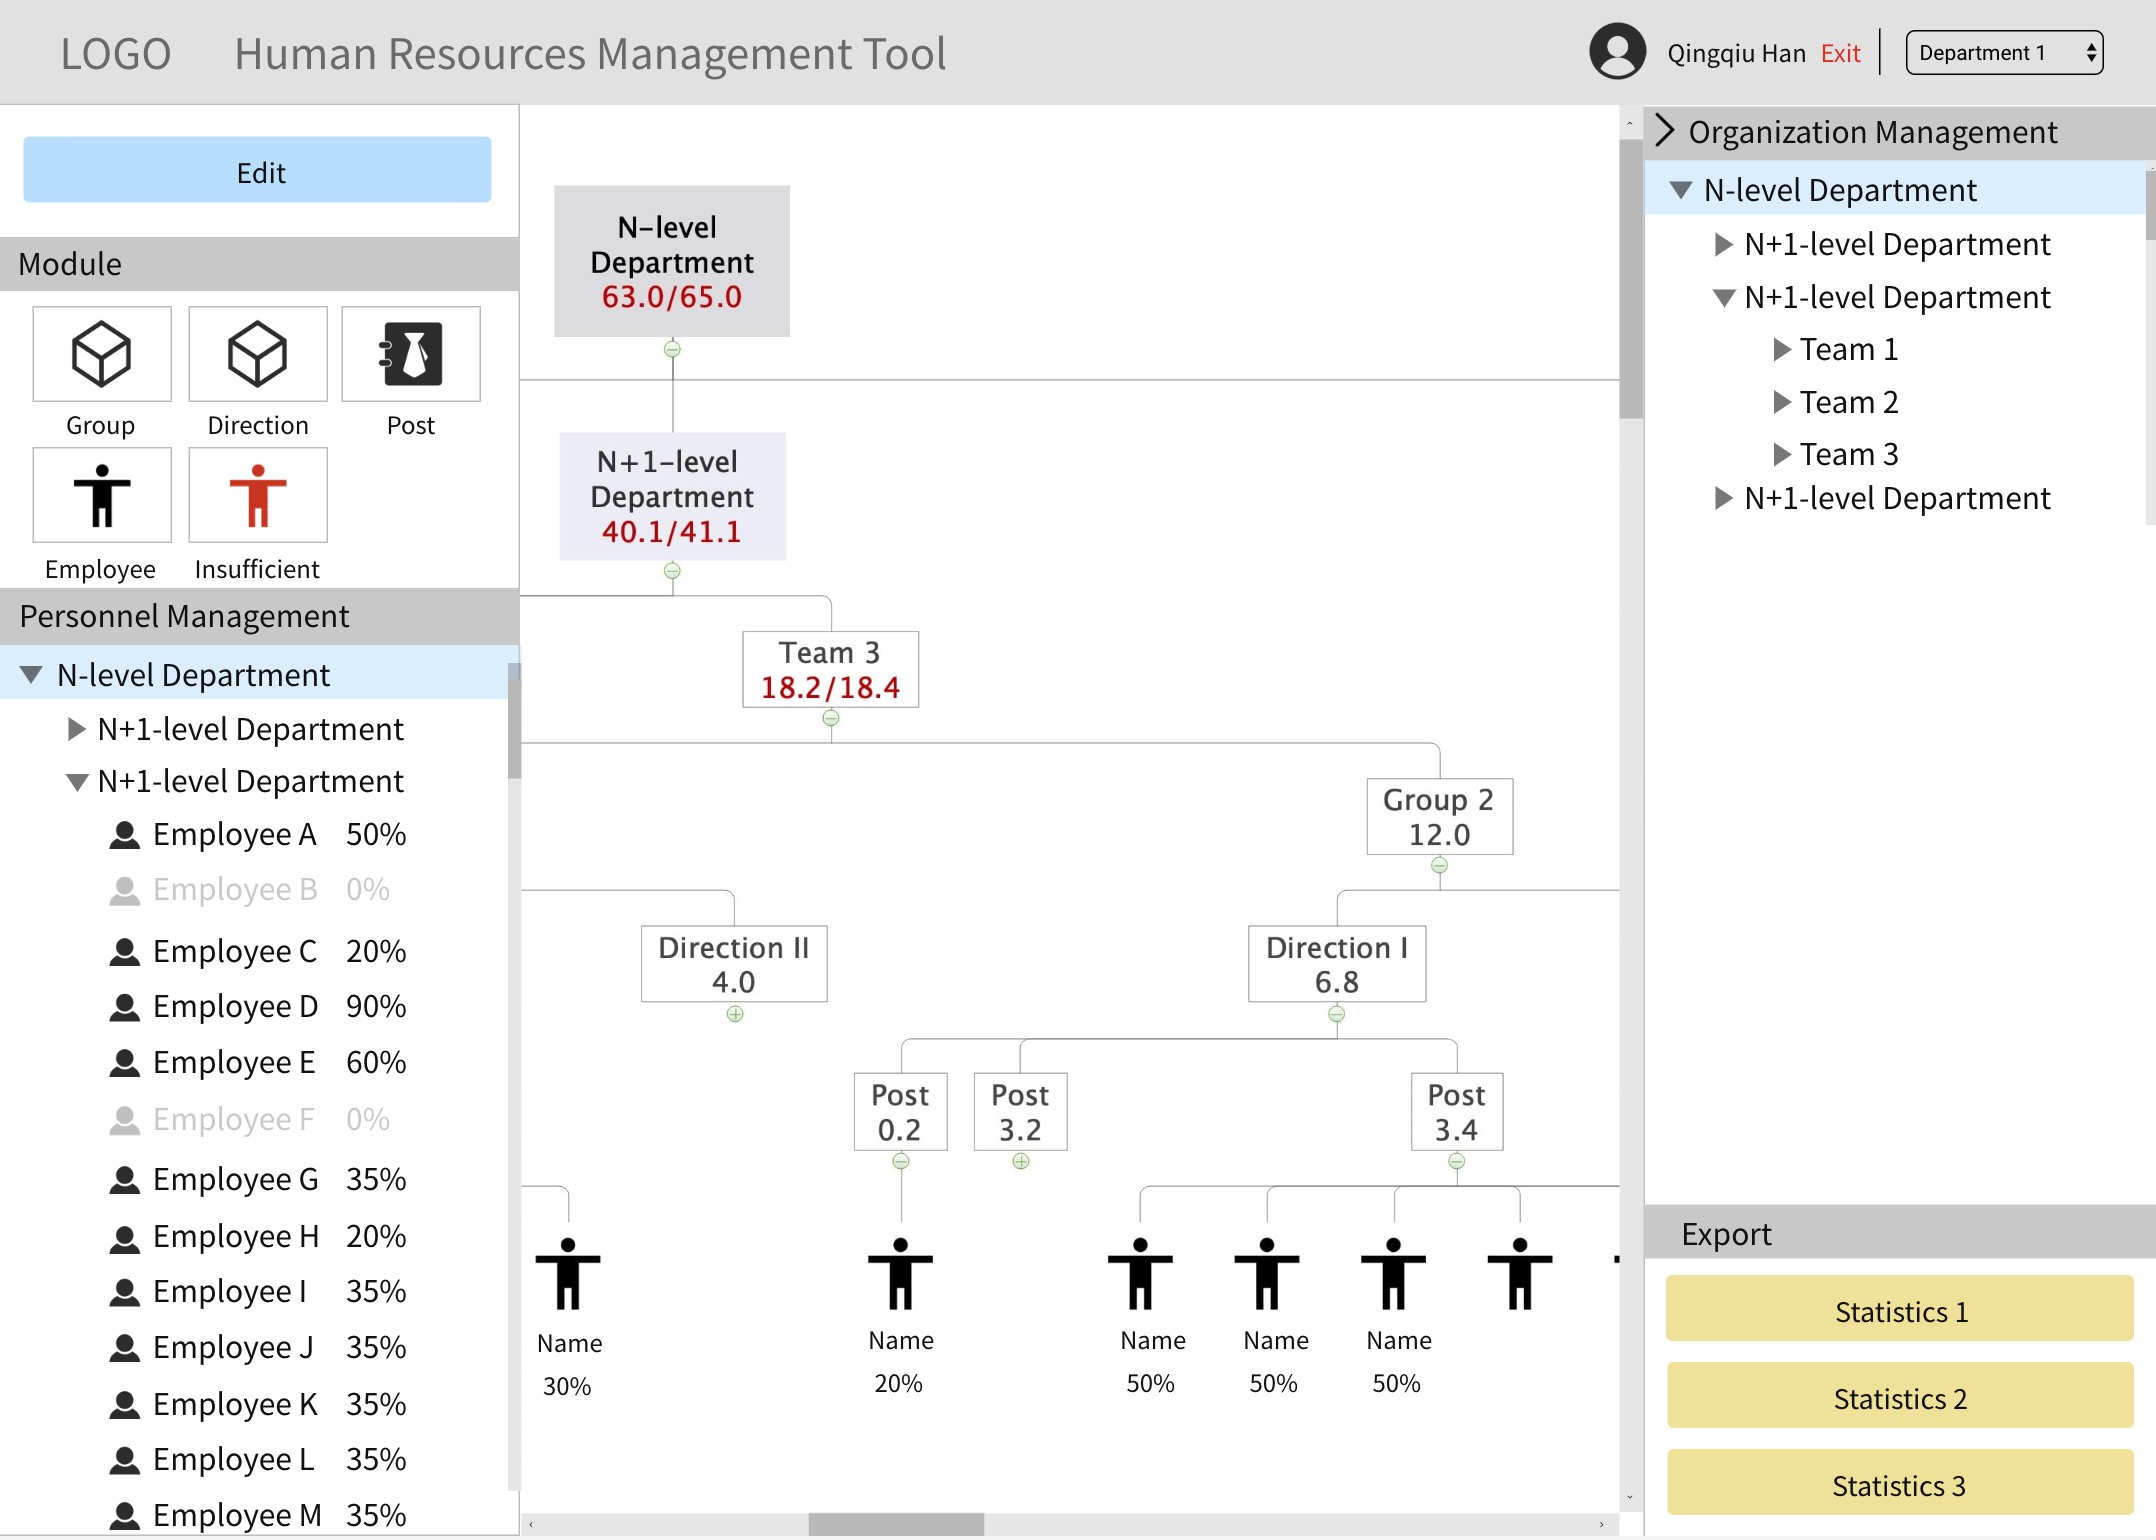 LOGO
Human Resources Management Tool
Qingqiu Han Exit
Department 1
Edit
Module
Group
Direction
Post
Employee
Insufficient
Personnel Management
N-level Department
N+1-level Department
N+1-level Department
Employee A 50%
Employee B 0%
Employee C 20%
Employee D 90%
Employee E 60%
Employee F 0%
Employee G 35%
Employee H 20%
Employee I 35%
Employee J 35%
Employee K 35%
Employee L 35%
Employee M 35%
N-level
Department
63.0/65.0
N+1-level
Department
40.1/41.1
Team 3
18.2/18.4
Group 2
12.0
Direction II
4.0
Direction I
6.8
Post
0.2
Post
3.2
Post
3.4
Name
30%
Name
20%
Name
50%
Name
50%
Name
50%
Organization Management
N-level Department
N+1-level Department
N+1-level Department
Team 1
Team 2
Team 3
N+1-level Department
Export
Statistics 1
Statistics 2
Statistics 3